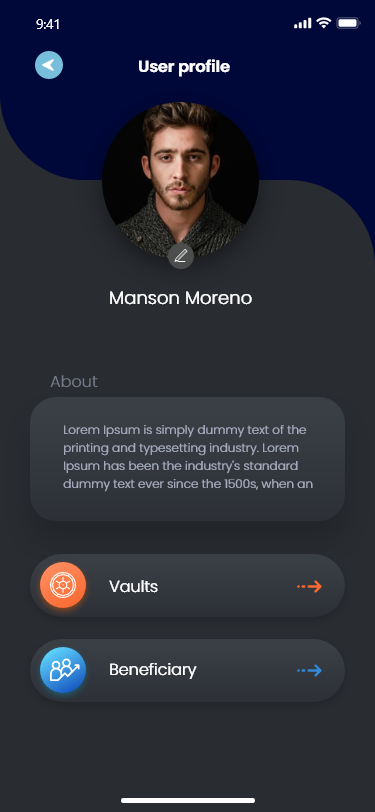 9:41
User profile
Manson Moreno
About
Lorem Ipsum is simply dummy text of the
printing and typesetting industry. Lorem
Ipsum has been the industry's standard
dummy text ever since the 1500s, when an
Vaults
Beneficiary